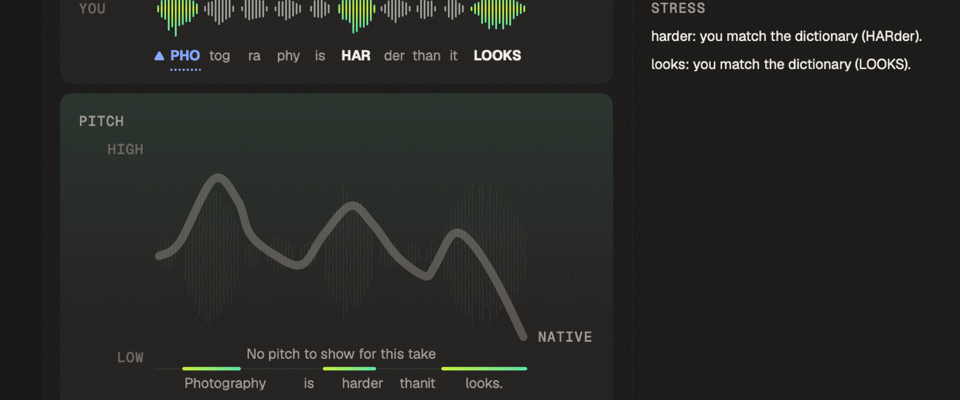 YOU
PHO tog ra phy is HAR der than it LOOKS
PITCH
HIGH
NATIVE
LOW
No pitch to show for this take
Photography is harder thanit looks.
STRESS
harder: you match the dictionary (HARder).
looks: you match the dictionary (LOOKS).